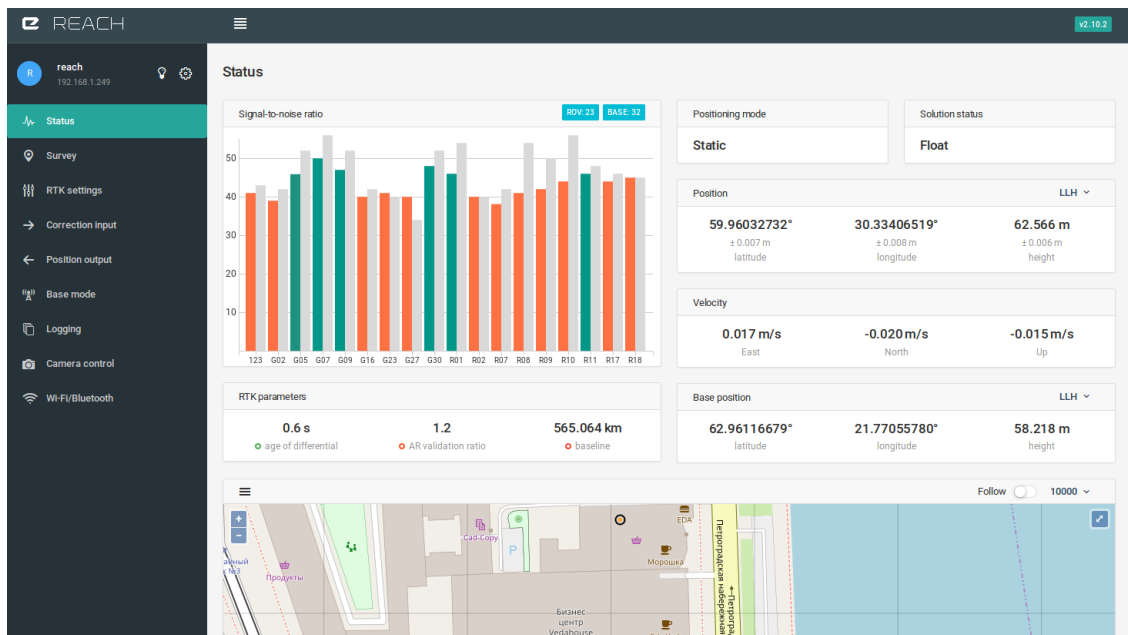 REACH
v2.10.2
R
reach
192.168.1.249
Status
Survey
RTK settings
Correction input
Position output
Base mode
Logging
Camera control
Wi-Fi/Bluetooth
Status
Signal-to-noise ratio
ROV: 23
BASE: 32
50
40
30
20
10
123 G02 G05 G07 G09 G16 G23 G27 G30 R01 R02 R07 R08 R09 R10 R11 R17 R18
RTK parameters
0.6 s
age of differential
1.2
AR validation ratio
565.064 km
baseline
Positioning mode
Static
Solution status
Float
Position
LLH
59.96032732°
± 0.007 m
latitude
30.33406519°
± 0.008 m
longitude
62.566 m
± 0.006 m
height
Velocity
0.017 m/s
East
-0.020 m/s
North
-0.015 m/s
Up
Base position
LLH
62.96116679°
latitude
21.77055780°
longitude
58.218 m
height
Follow
10000
+
−
Cad-Copy
P
EDA
Морошка
Продукты
№3
Бизнес
центр
Vedahouse
Петроградская набережная